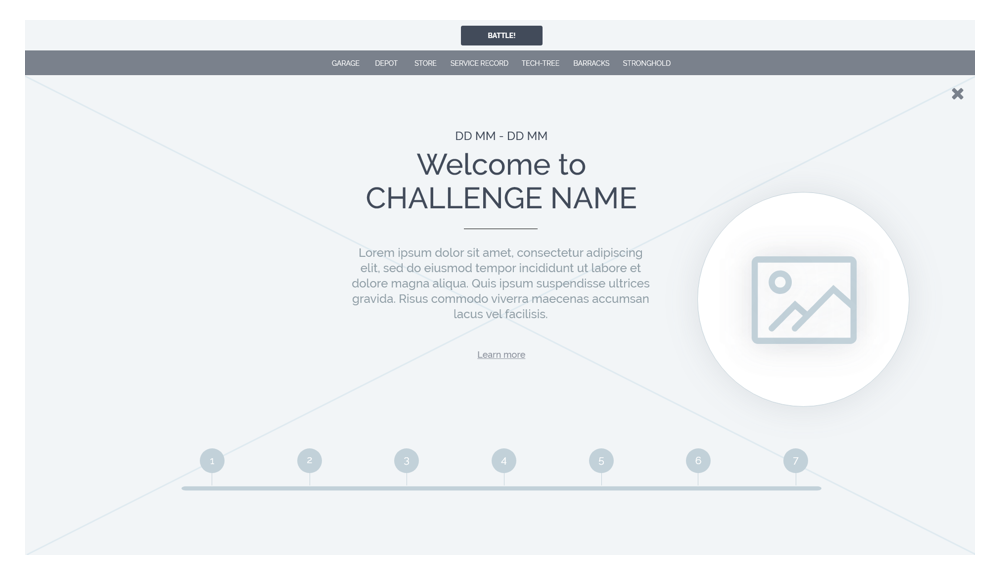 BATTLE!
GARAGE DEPOT STORE SERVICE RECORD TECH-TREE BARRACKS STRONGHOLD
DD MM - DD MM
Welcome to
CHALLENGE NAME
Lorem ipsum dolor sit amet, consectetur adipiscing
elit, sed do eiusmod tempor incididunt ut labore et
dolore magna aliqua. Quis ipsum suspendisse ultrices
gravida. Risus commodo viverra maecenas accumsan
lacus vel facilisis.
Learn more
1 2 3 4 5 6 7